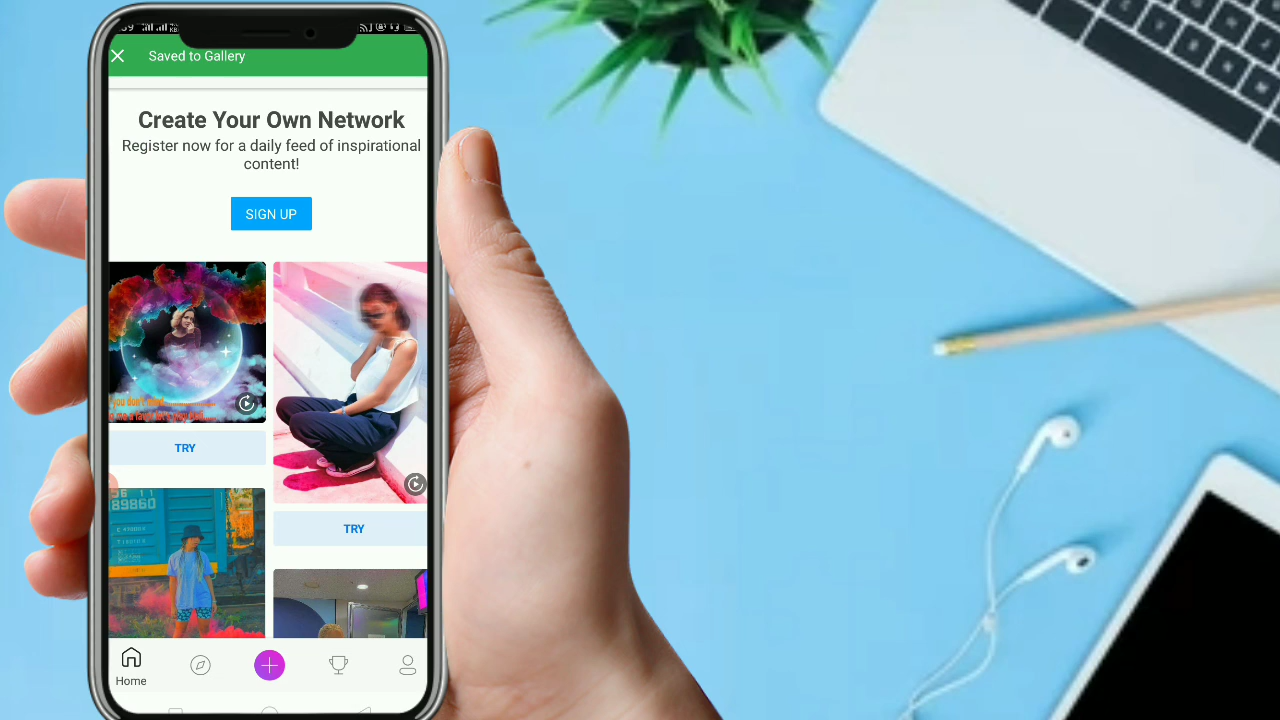 Saved to Gallery
Create Your Own Network
Register now for a daily feed of inspirational
content!
SIGN UP
TRY
89860
TRY
Home